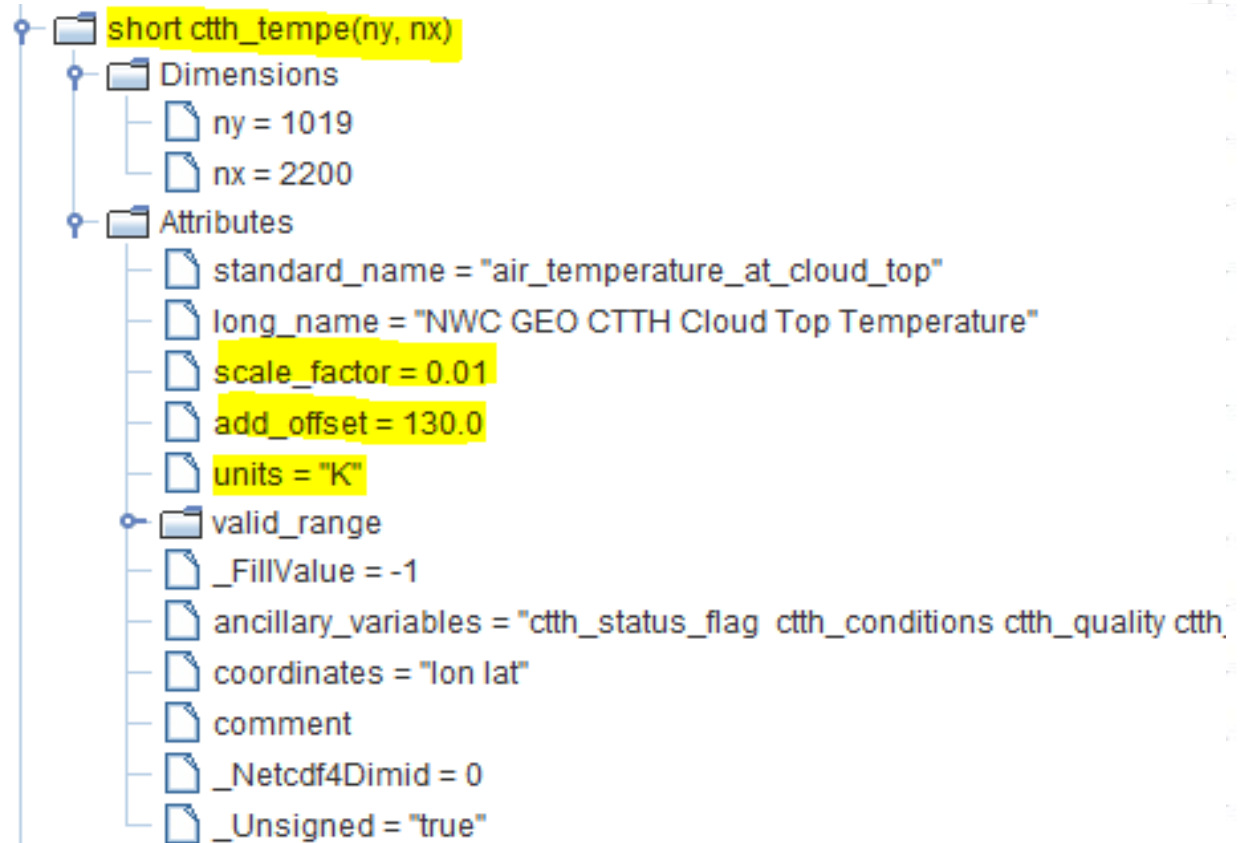 short ctth_tempe(ny, nx)
Dimensions
ny = 1019
nx = 2200
Attributes
standard_name = "air_temperature_at_cloud_top"
long_name = "NWC GEO CTTH Cloud Top Temperature"
scale_factor = 0.01
add_offset = 130.0
units = "K"
valid_range
_FillValue = -1
ancillary_variables = "ctth_status_flag ctth_conditions ctth_quality ctth_
coordinates = "lon lat"
comment
_Netcdf4Dimid = 0
_Unsigned = "true"